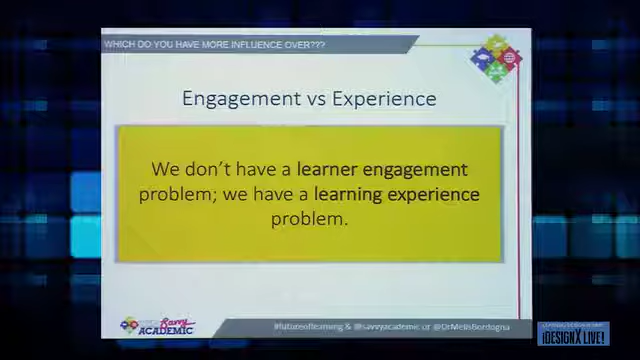 WHICH DO YOU HAVE MORE INFLUENCE OVER???
Engagement vs Experience
We don't have a learner engagement
problem; we have a learning experience
problem.
Savvy
ACADEMIC
#futureoflearning & @savvyacademic or @DrMelisBordogna
iDESIGNX LIVE!